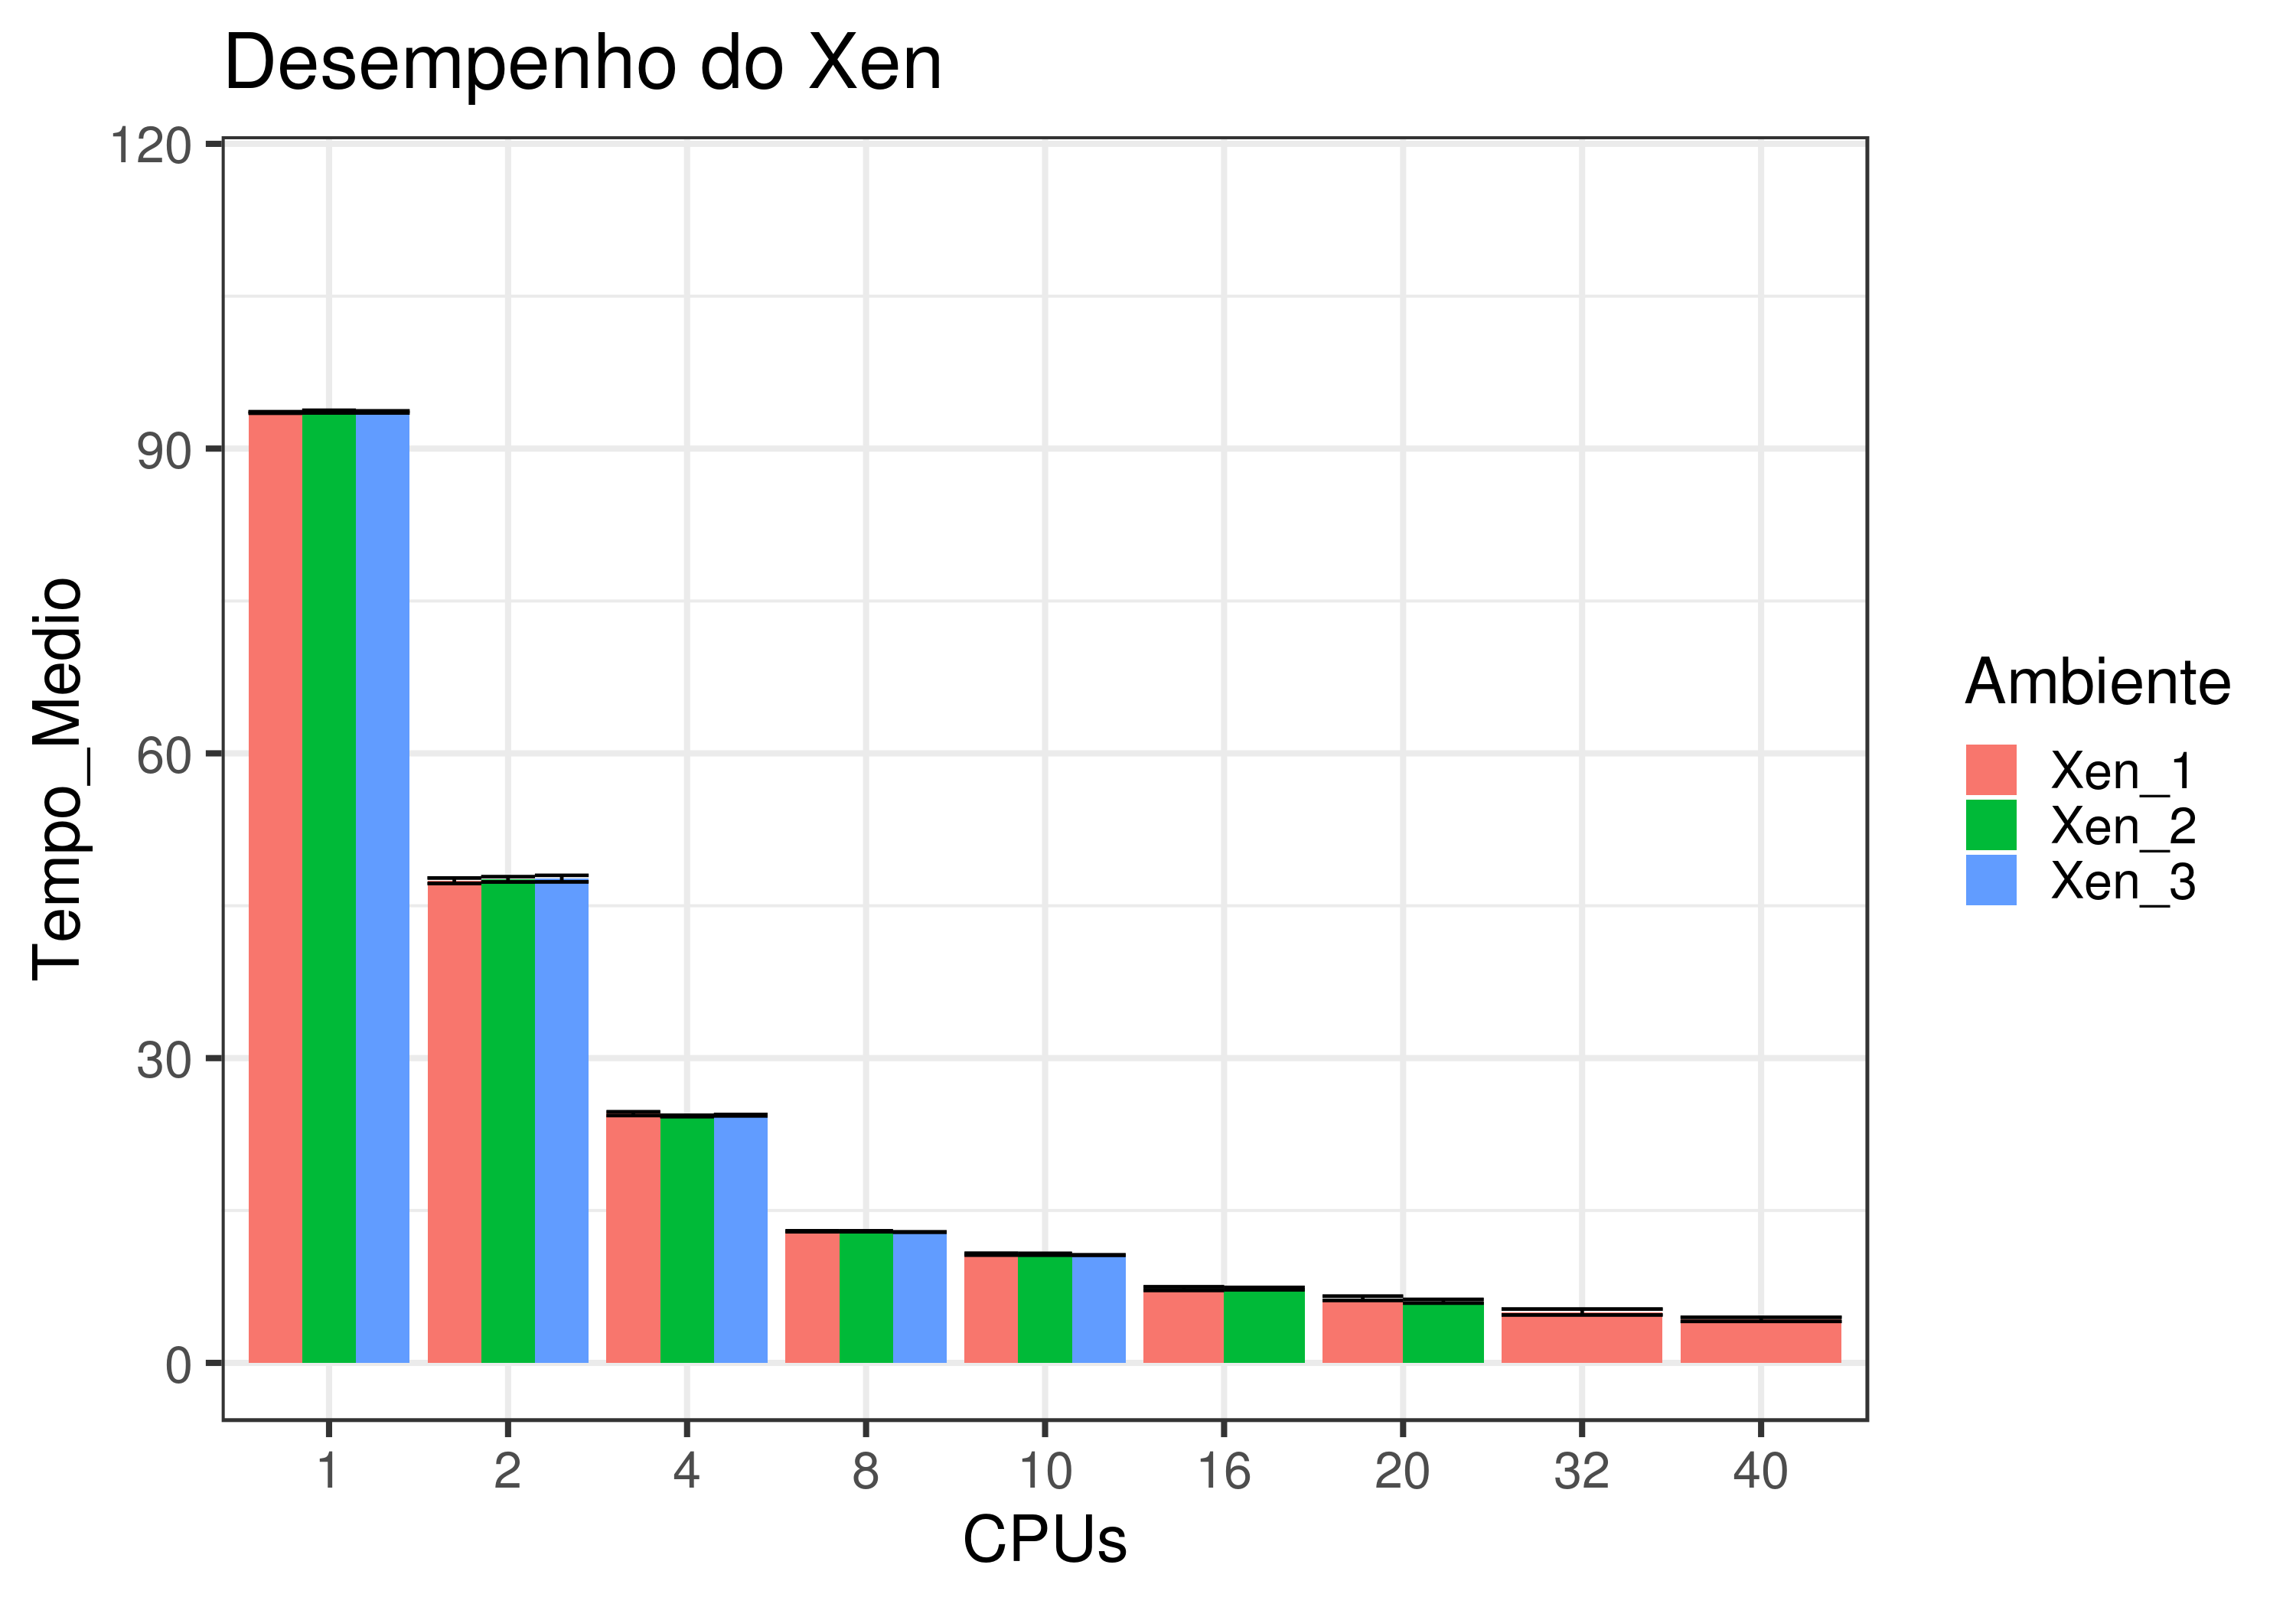 Desempenho do Xen
120
90
60
30
0
Tempo_Medio
1 2 4 8 10 16 20 32 40
CPUs
Ambiente
Xen_1
Xen_2
Xen_3